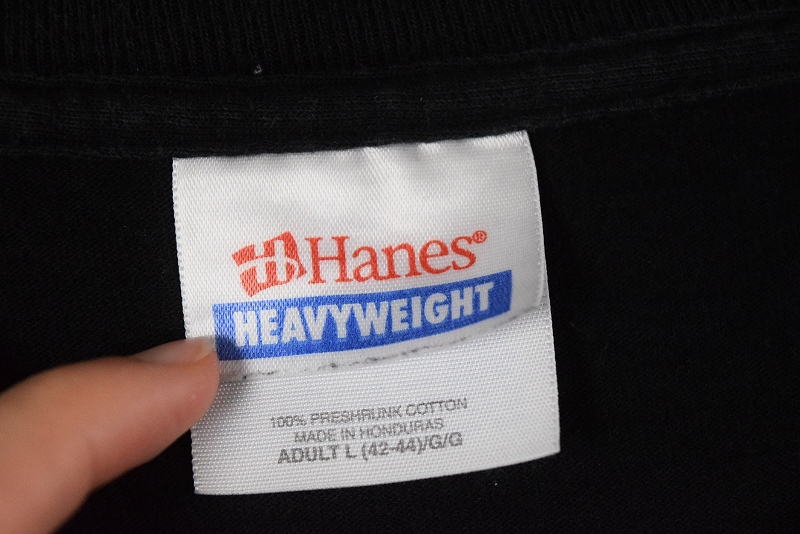 Hanes®
HEAVYWEIGHT
100% PRESHRUNK COTTON
MADE IN HONDURAS
ADULT L (42-44)/G/G